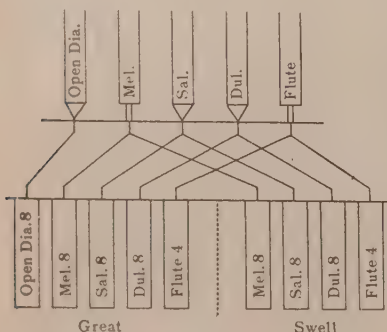 Open Dia.
Mel.
Sal.
Dul.
Flute
Open Dia. 8
Mel. 8
Sal. 8
Dul. 8
Flute 4
Mel. 8
Sal. 8
Dul. 8
Flute 4
Great
Swell